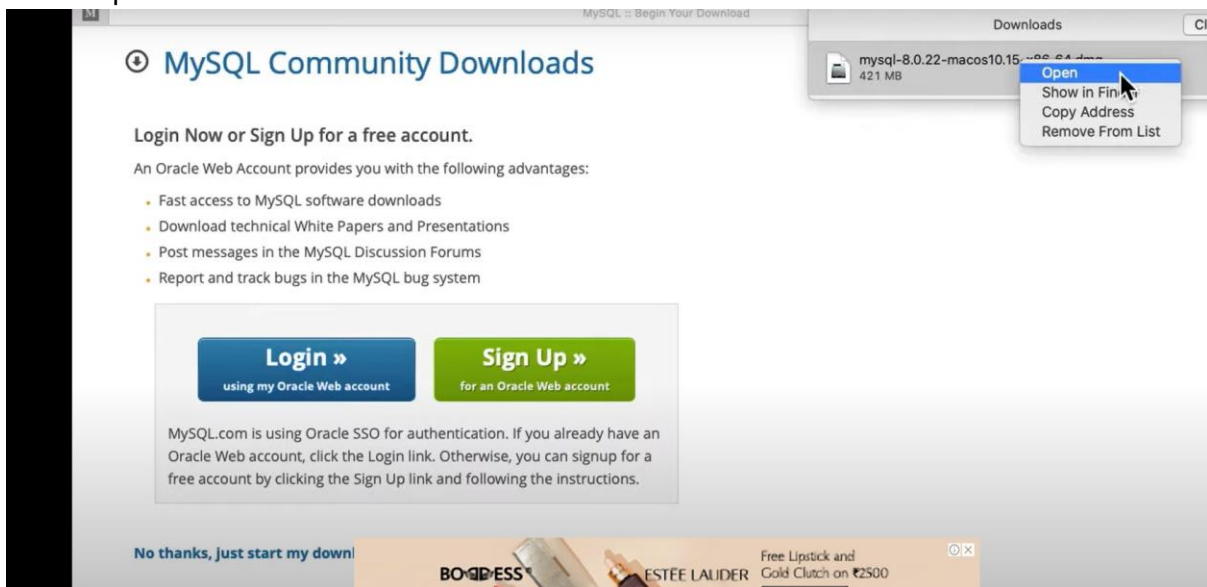 M
MySQL :: Begin Your Download
Downloads
Cl
MySQL Community Downloads
mysql-8.0.22-macos10.15-x86-64.dmg
421 MB
Open
Show in Finder
Copy Address
Remove From List
Login Now or Sign Up for a free account.
An Oracle Web Account provides you with the following advantages:
Fast access to MySQL software downloads
Download technical White Papers and Presentations
Post messages in the MySQL Discussion Forums
Report and track bugs in the MySQL bug system
Login »
using my Oracle Web account
Sign Up »
for an Oracle Web account
MySQL.com is using Oracle SSO for authentication. If you already have an
Oracle Web account, click the Login link. Otherwise, you can signup for a
free account by clicking the Sign Up link and following the instructions.
No thanks, just start my downl
ESTĒE LAUDER
Free Lipstick and
Gold Clutch on ₹2500